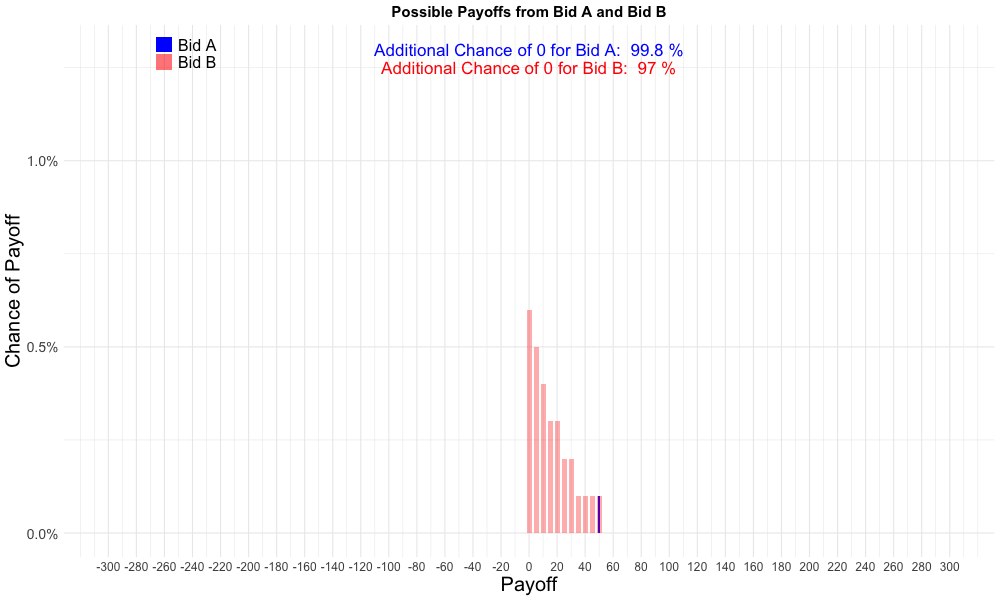 Possible Payoffs from Bid A and Bid B
Bid A
Bid B
Additional Chance of 0 for Bid A:  99.8 %
Additional Chance of 0 for Bid B:  97 %
Chance of Payoff
1.0%
0.5%
0.0%
-300 -280 -260 -240 -220 -200 -180 -160 -140 -120 -100 -80 -60 -40 -20 0 20 40 60 80 100 120 140 160 180 200 220 240 260 280 300
Payoff